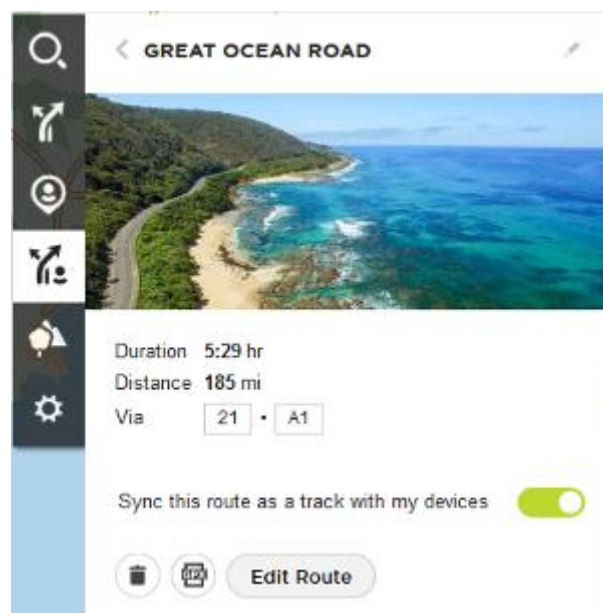 GREAT OCEAN ROAD
Duration 5:29 hr
Distance 185 mi
Via 21 • A1
Sync this route as a track with my devices
Edit Route